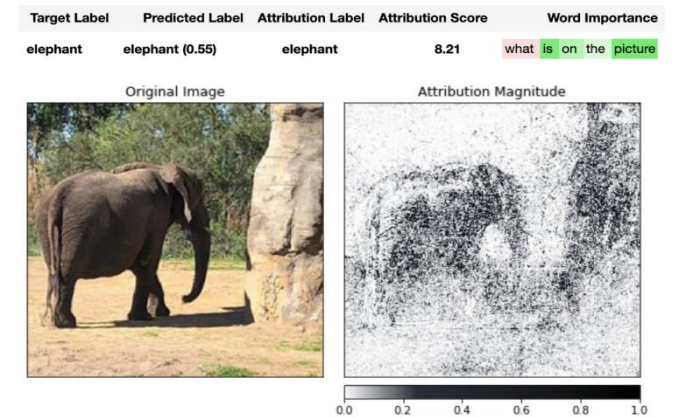 Target Label Predicted Label Attribution Label Attribution Score Word Importance
elephant elephant (0.55) elephant 8.21 what is on the picture
Original Image Attribution Magnitude
0.0 0.2 0.4 0.6 0.8 1.0